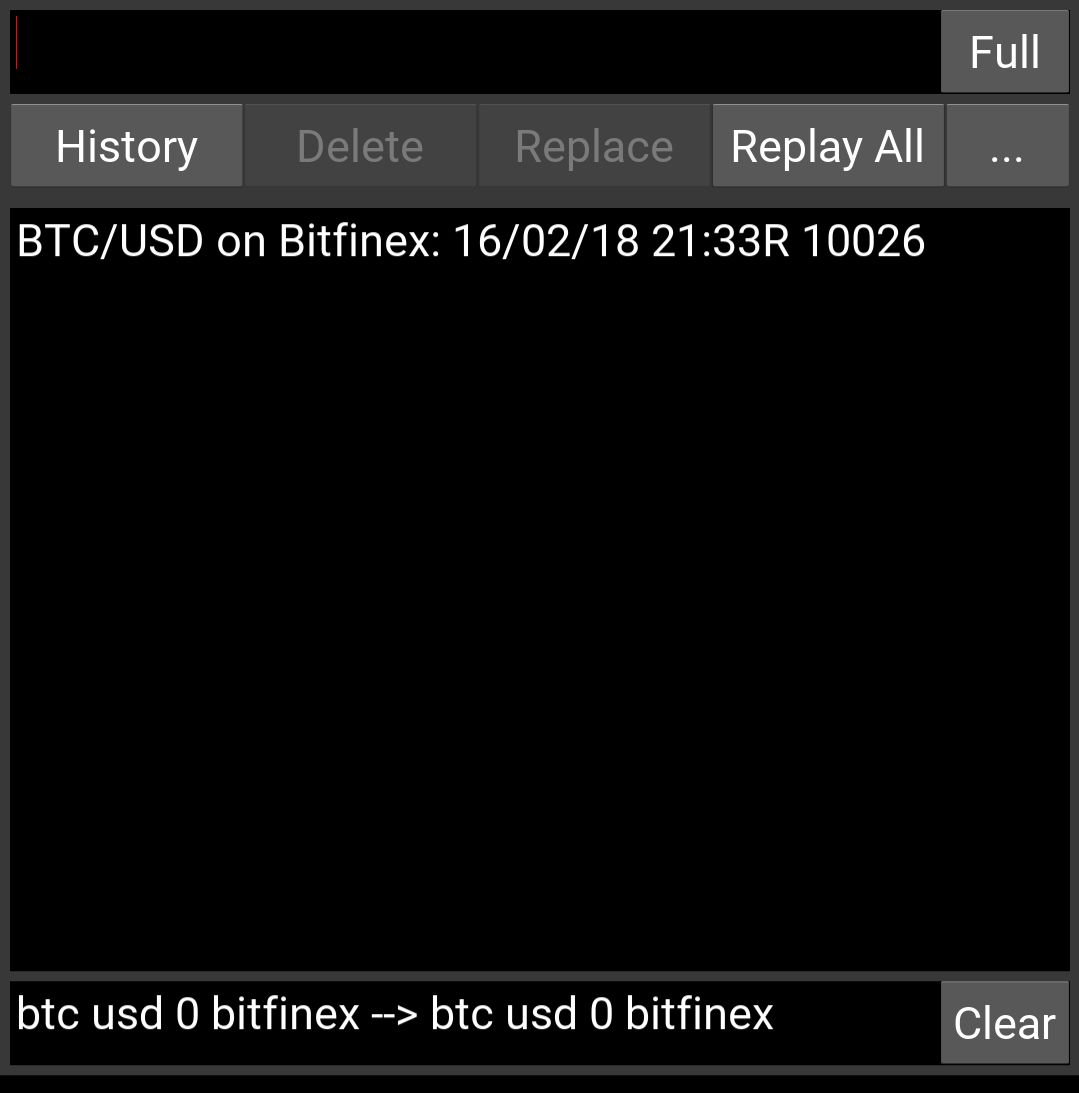 Full
History Delete Replace Replay All ...
BTC/USD on Bitfinex: 16/02/18 21:33R 10026
btc usd 0 bitfinex --> btc usd 0 bitfinex
Clear